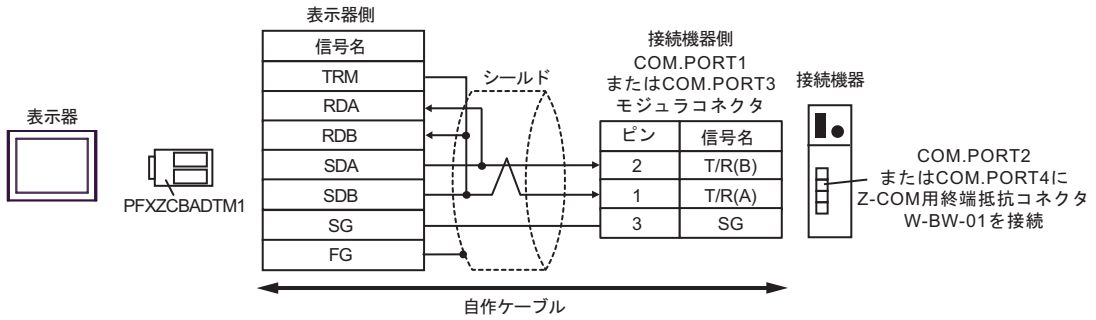 表示器
PFXZCBADTM1
表示器側
信号名
TRM
RDA
RDB
SDA
SDB
SG
FG
シールド
接続機器側
COM.PORT1
またはCOM.PORT3
モジュラコネクタ
ピン 信号名
2 T/R(B)
1 T/R(A)
3 SG
接続機器
COM.PORT2
またはCOM.PORT4に
Z-COM用終端抵抗コネクタ
W-BW-01を接続
自作ケーブル